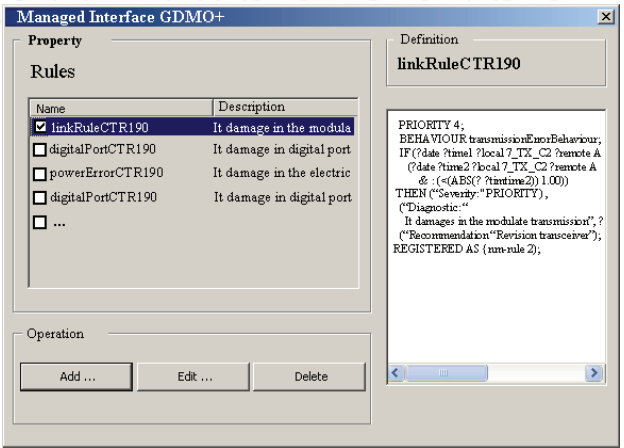 Managed Interface GDMO+
Property
Rules
Name Description
linkRuleCTR190 It damage in the modula
digitalPortCTR190 It damage in digital port
powerErrorCTR190 It damage in the electric
digitalPortCTR190 It damage in digital port
...
Operation
Add ... Edit ... Delete
Definition
linkRuleCTR190
PRIORITY 4;
BEHAVIOUR transmissionErrorBehaviour;
IF(?date ?time1 ?local 7_TX_C2 ?remote A
(?date ?time2 ?local 7_TX_C2 ?remote A
& : (<(ABS(? ?timtime2)) 1.00))
THEN ("Severity:" PRIORITY) ,
("Diagnostic:"
It damages in the modulate transmission", ?
("Recommendation" "Revision transceiver");
REGISTERED AS {nm-rule 2};